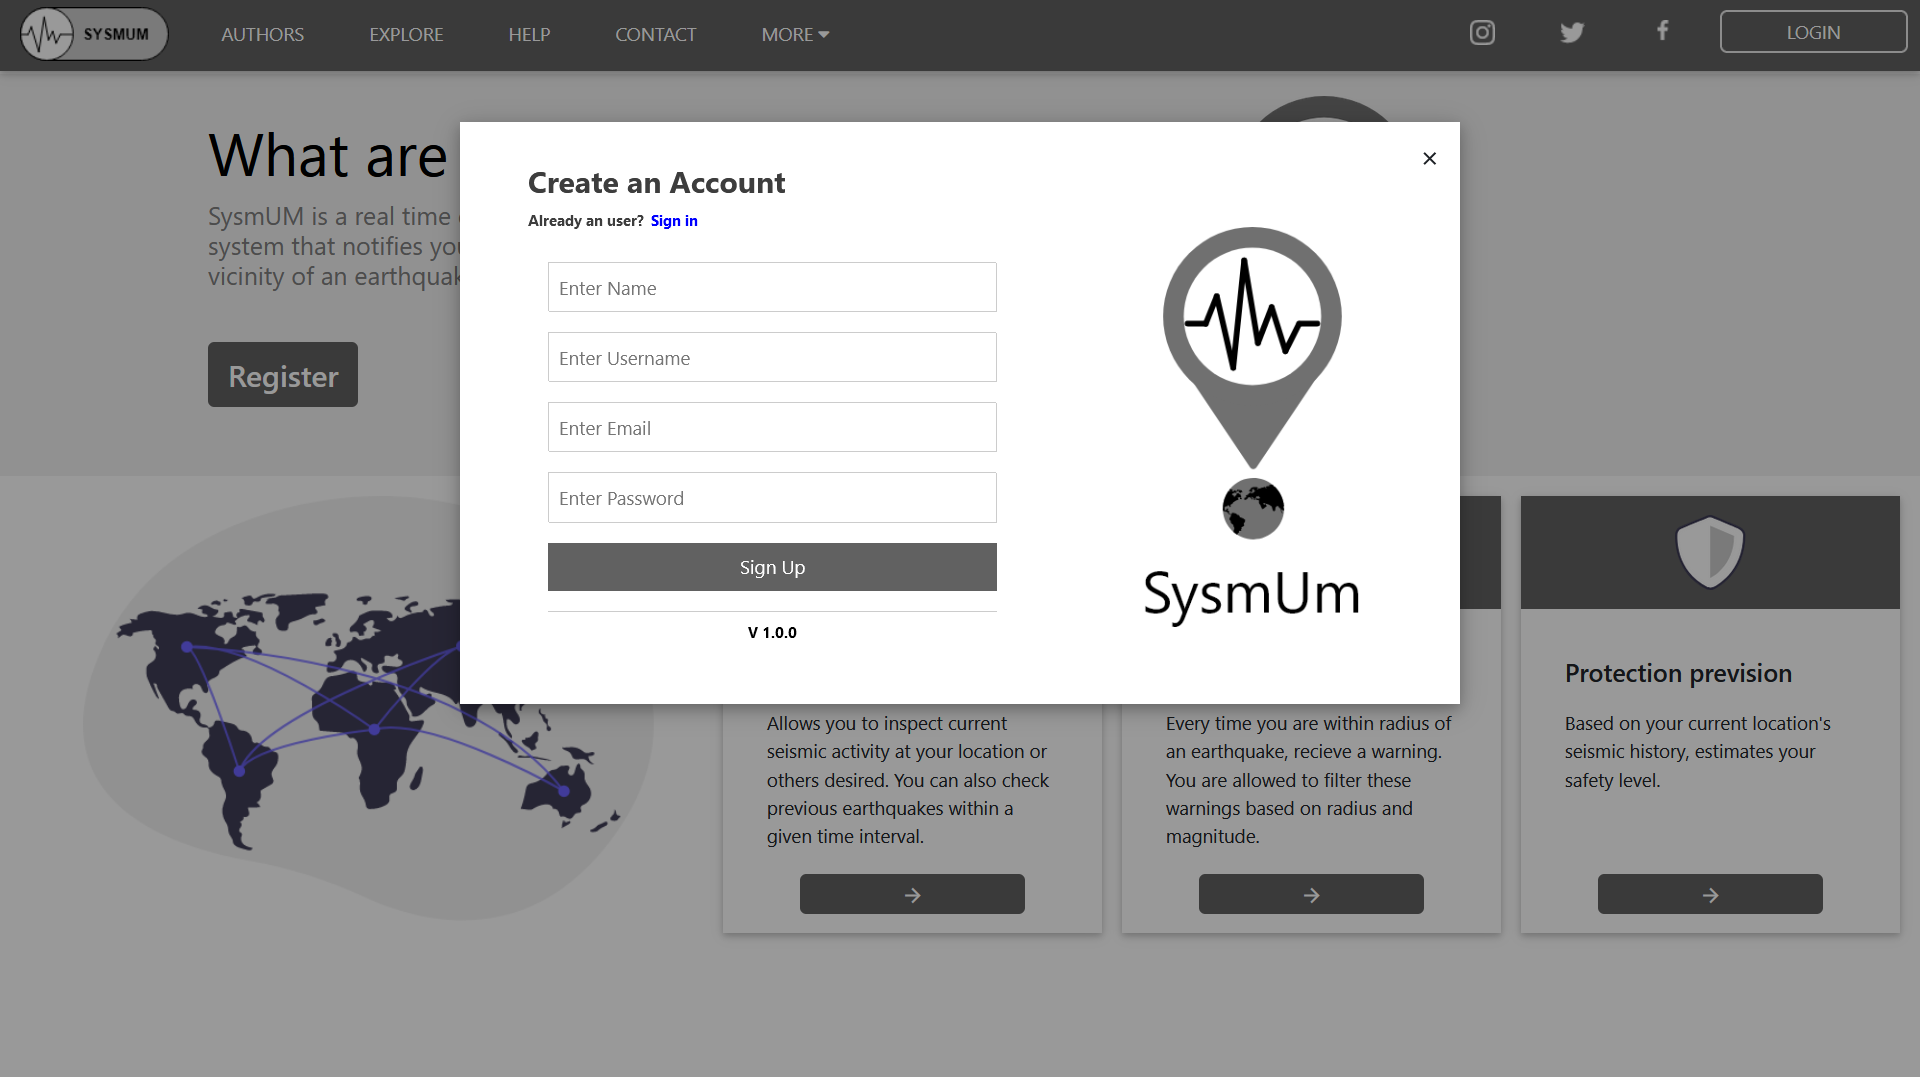 SYSMUM
AUTHORS
EXPLORE
HELP
CONTACT
MORE
LOGIN
What are
SysmUM is a real time
system that notifies you
vicinity of an earthquak
Register
Create an Account
Already an user? Sign in
Enter Name
Enter Username
Enter Email
Enter Password
Sign Up
V 1.0.0
SysmUm
Allows you to inspect current
seismic activity at your location or
others desired. You can also check
previous earthquakes within a
given time interval.
Every time you are within radius of
an earthquake, recieve a warning.
You are allowed to filter these
warnings based on radius and
magnitude.
Protection prevision
Based on your current location's
seismic history, estimates your
safety level.